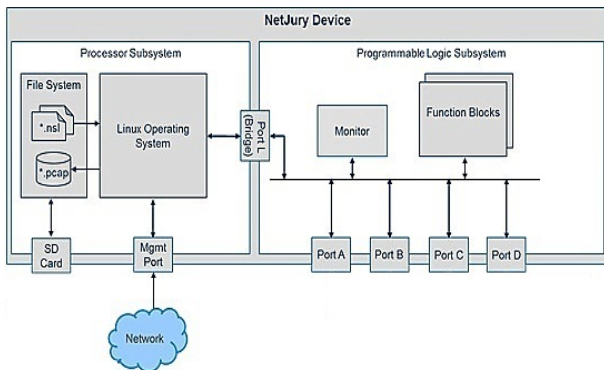 NetJury Device
Processor Subsystem
Programmable Logic Subsystem
File System
*.nsl
*.pcap
Linux Operating
System
Port L
(Bridge)
Monitor
Function Blocks
SD
Card
Mgmt
Port
Port A
Port B
Port C
Port D
Network